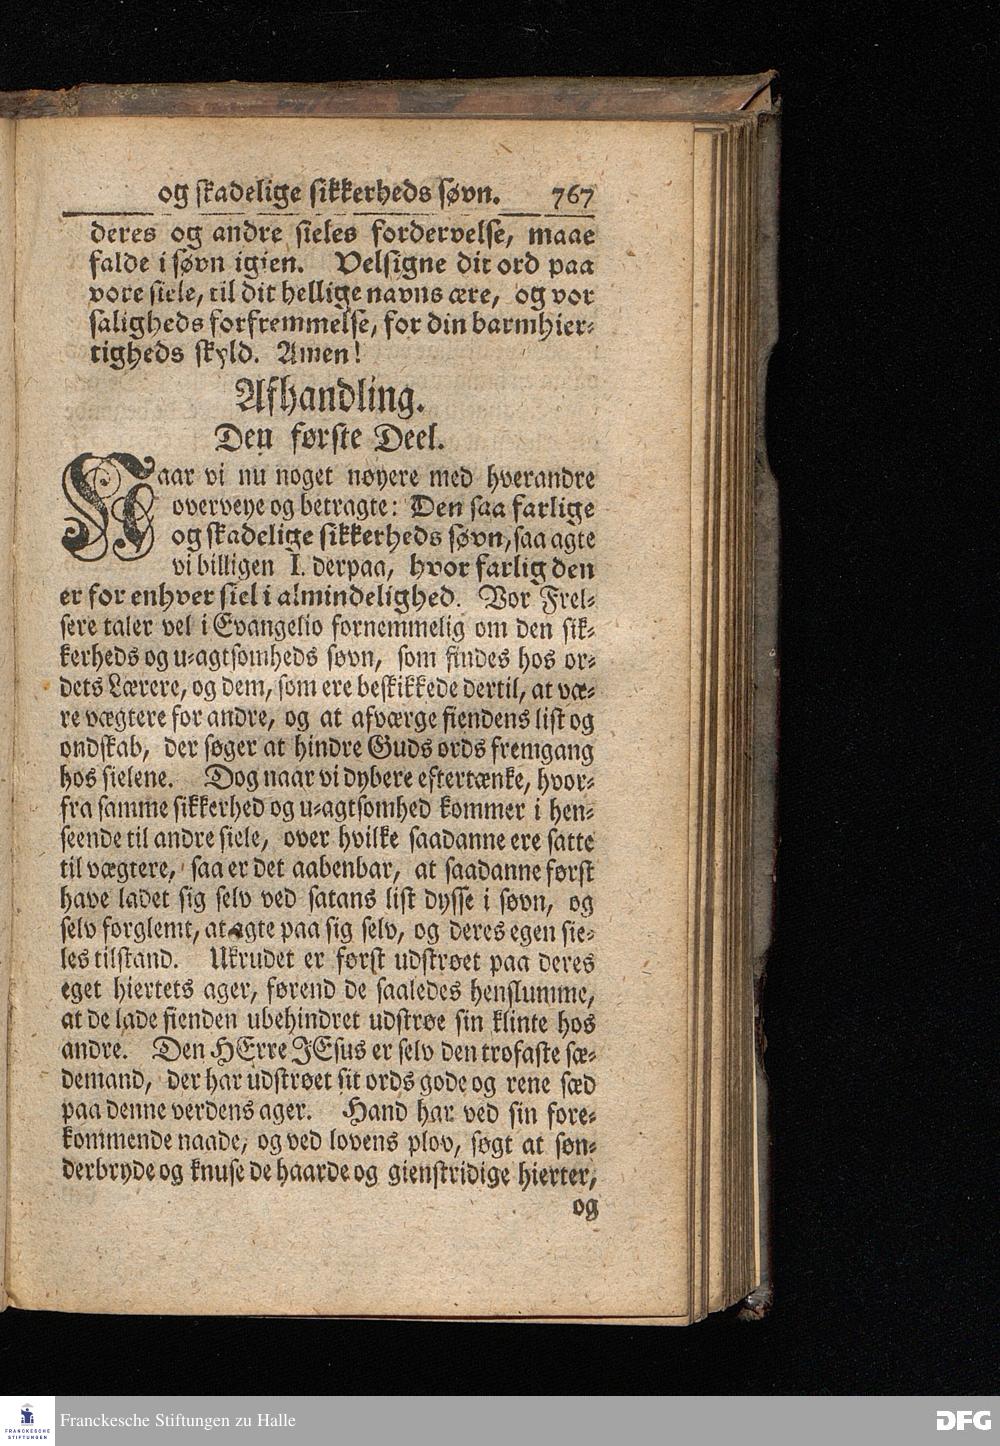 og skadelige sikkerheds søvn. 767
deres og andre sieles fordervelse, maae
falde i søvn igien. Velsigne dit ord paa
vore siele, til dit hellige navns ære, og vor
saligheds forfremmelse, for din barmhier-
tigheds skyld. Amen!
Afhandling.
Den første Deel.
Naar vi nu noget nøyere med hverandre
overveye og betragte: Den saa farlige
og skadelige sikkerheds søvn, saa agte
vi billigen I. derpaa, hvor farlig den
er for enhver siel i almindelighed. Vor Frel-
sere taler vel i Evangelio fornemmelig om den sik-
kerheds og u-agtsomheds søvn, som findes hos or-
dets Lærere, og dem, som ere beskikkede dertil, at væ-
re vægtere for andre, og at afværge fiendens list og
ondskab, der søger at hindre Guds ords fremgang
hos sielene. Dog naar vi dybere eftertænke, hvor-
fra samme sikkerhed og u-agtsomhed kommer i hen-
seende til andre siele, over hvilke saadanne ere satte
til vægtere, saa er det aabenbar, at saadanne først
have ladet sig selv ved satans list dysse i søvn, og
selv forglemt, at agte paa sig selv, og deres egen sie-
les tilstand. Ukrudet er først udstrøet paa deres
eget hiertets ager, førend de saaledes henslumme,
at de lade fienden ubehindret udstrøe sin klinte hos
andre. Den HErre JEsus er selv den trofaste sæ-
demand, der har udstrøet sit ords gode og rene sæd
paa denne verdens ager. Hand har ved sin fore-
kommende naade, og ved lovens plov, søgt at søn-
derbryde og knuse de haarde og gienstridige hierter,
og
FRANCKESCHE
STIFTUNGEN
Franckesche Stiftungen zu Halle
DFG